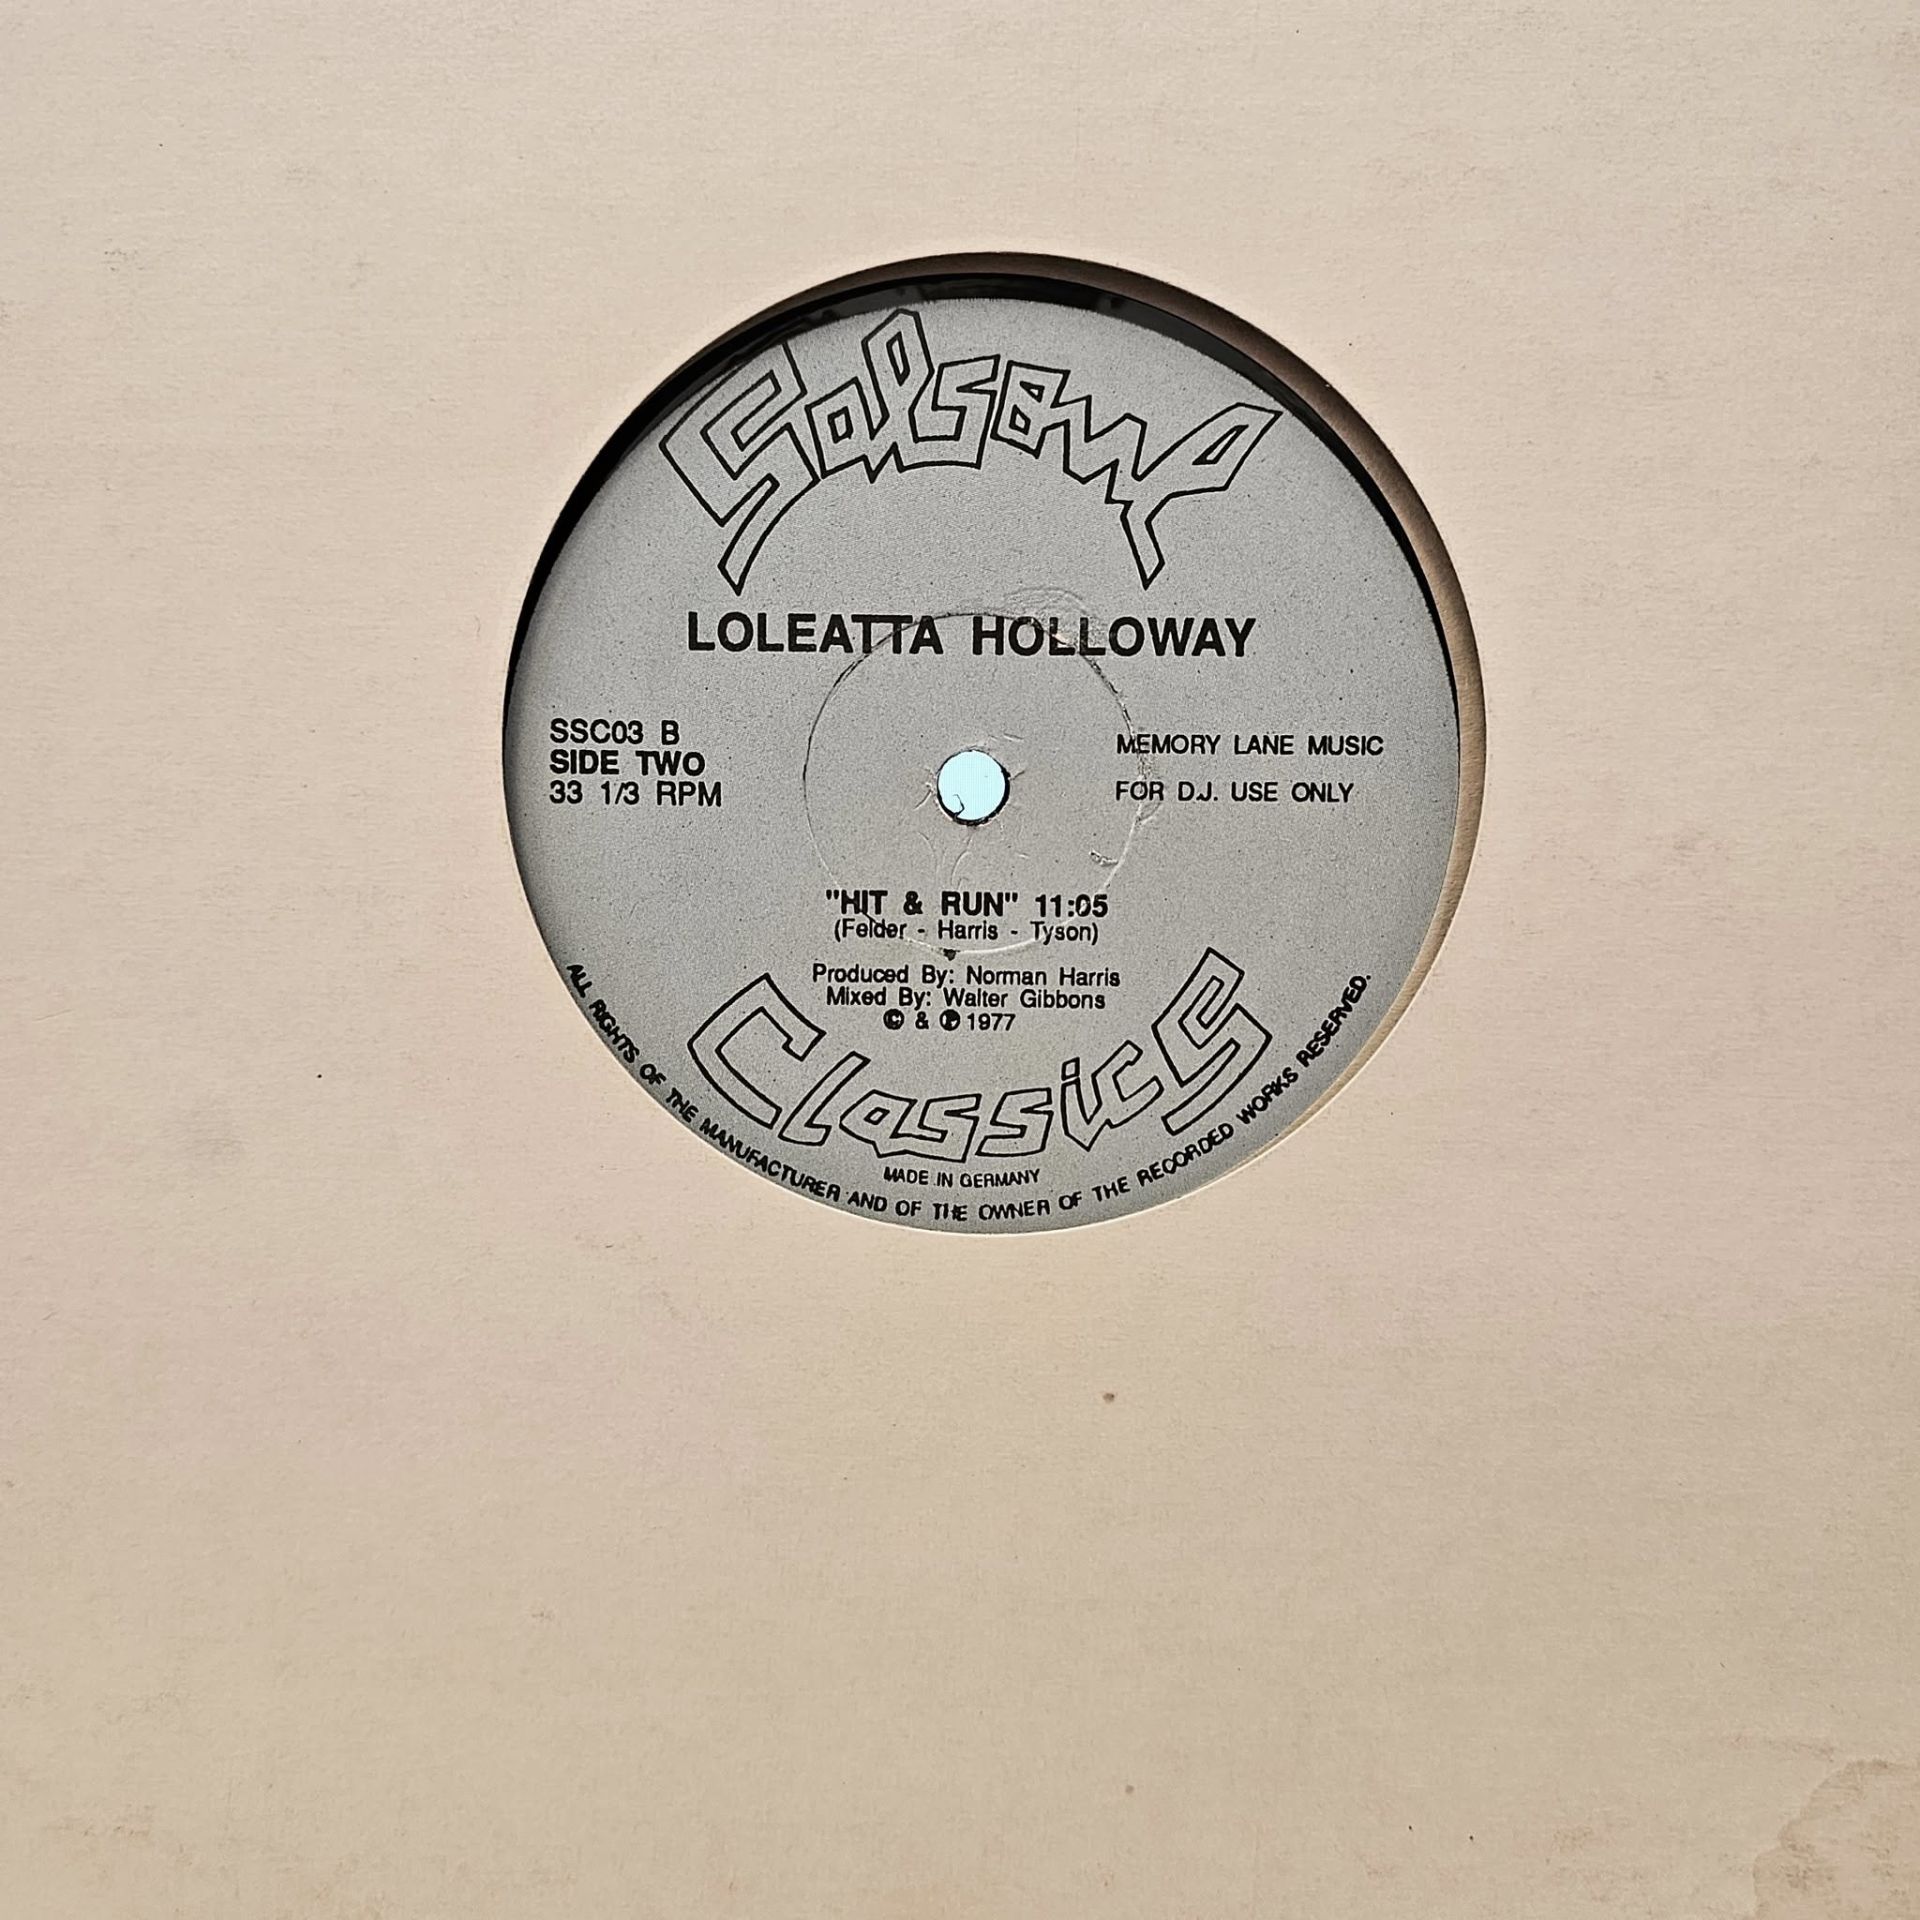 Salsoul
LOLEATTA HOLLOWAY
SSC03 B
SIDE TWO
33 1/3 RPM
MEMORY LANE MUSIC
FOR D.J. USE ONLY
"HIT & RUN" 11:05
(Felder - Harris - Tyson)
Produced By: Norman Harris
Mixed By: Walter Gibbons
© & ℗ 1977
Classics
MADE IN GERMANY
ALL RIGHTS OF THE MANUFACTURER AND OF THE OWNER OF THE RECORDED WORKS RESERVED.